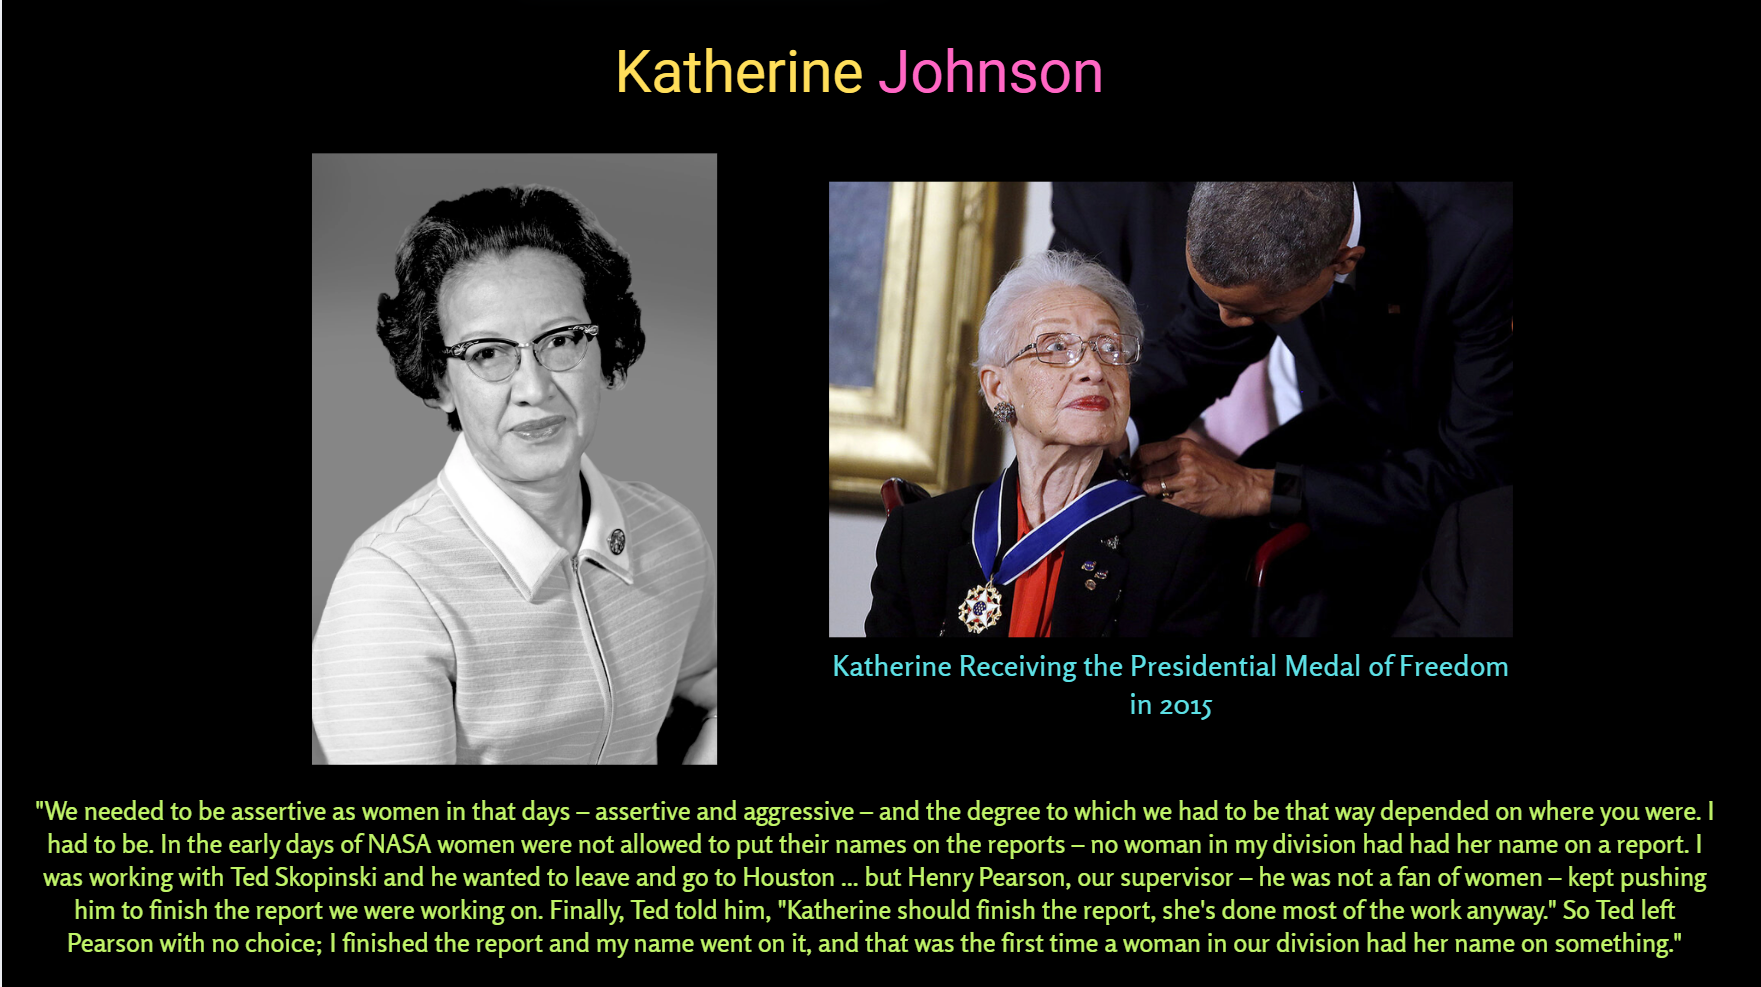 Katherine Johnson
Katherine Receiving the Presidential Medal of Freedom
in 2015
"We needed to be assertive as women in that days – assertive and aggressive – and the degree to which we had to be that way depended on where you were. I
had to be. In the early days of NASA women were not allowed to put their names on the reports – no woman in my division had had her name on a report. I
was working with Ted Skopinski and he wanted to leave and go to Houston ... but Henry Pearson, our supervisor – he was not a fan of women – kept pushing
him to finish the report we were working on. Finally, Ted told him, "Katherine should finish the report, she's done most of the work anyway." So Ted left
Pearson with no choice; I finished the report and my name went on it, and that was the first time a woman in our division had her name on something."